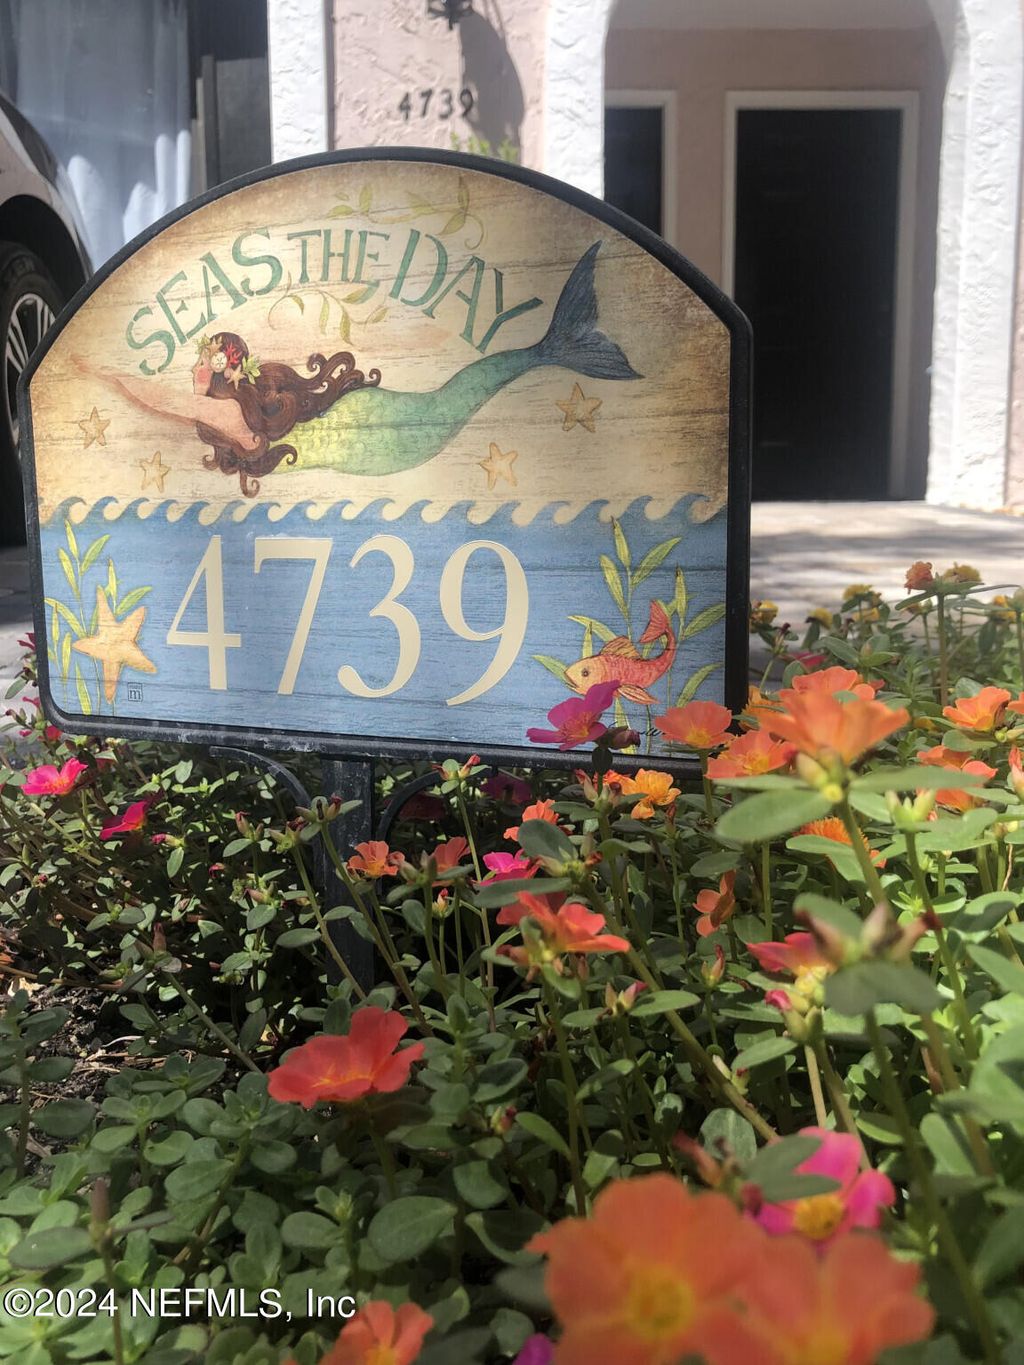 4739
SEAS THE DAY
4739
m
©2024 NEFMLS, Inc